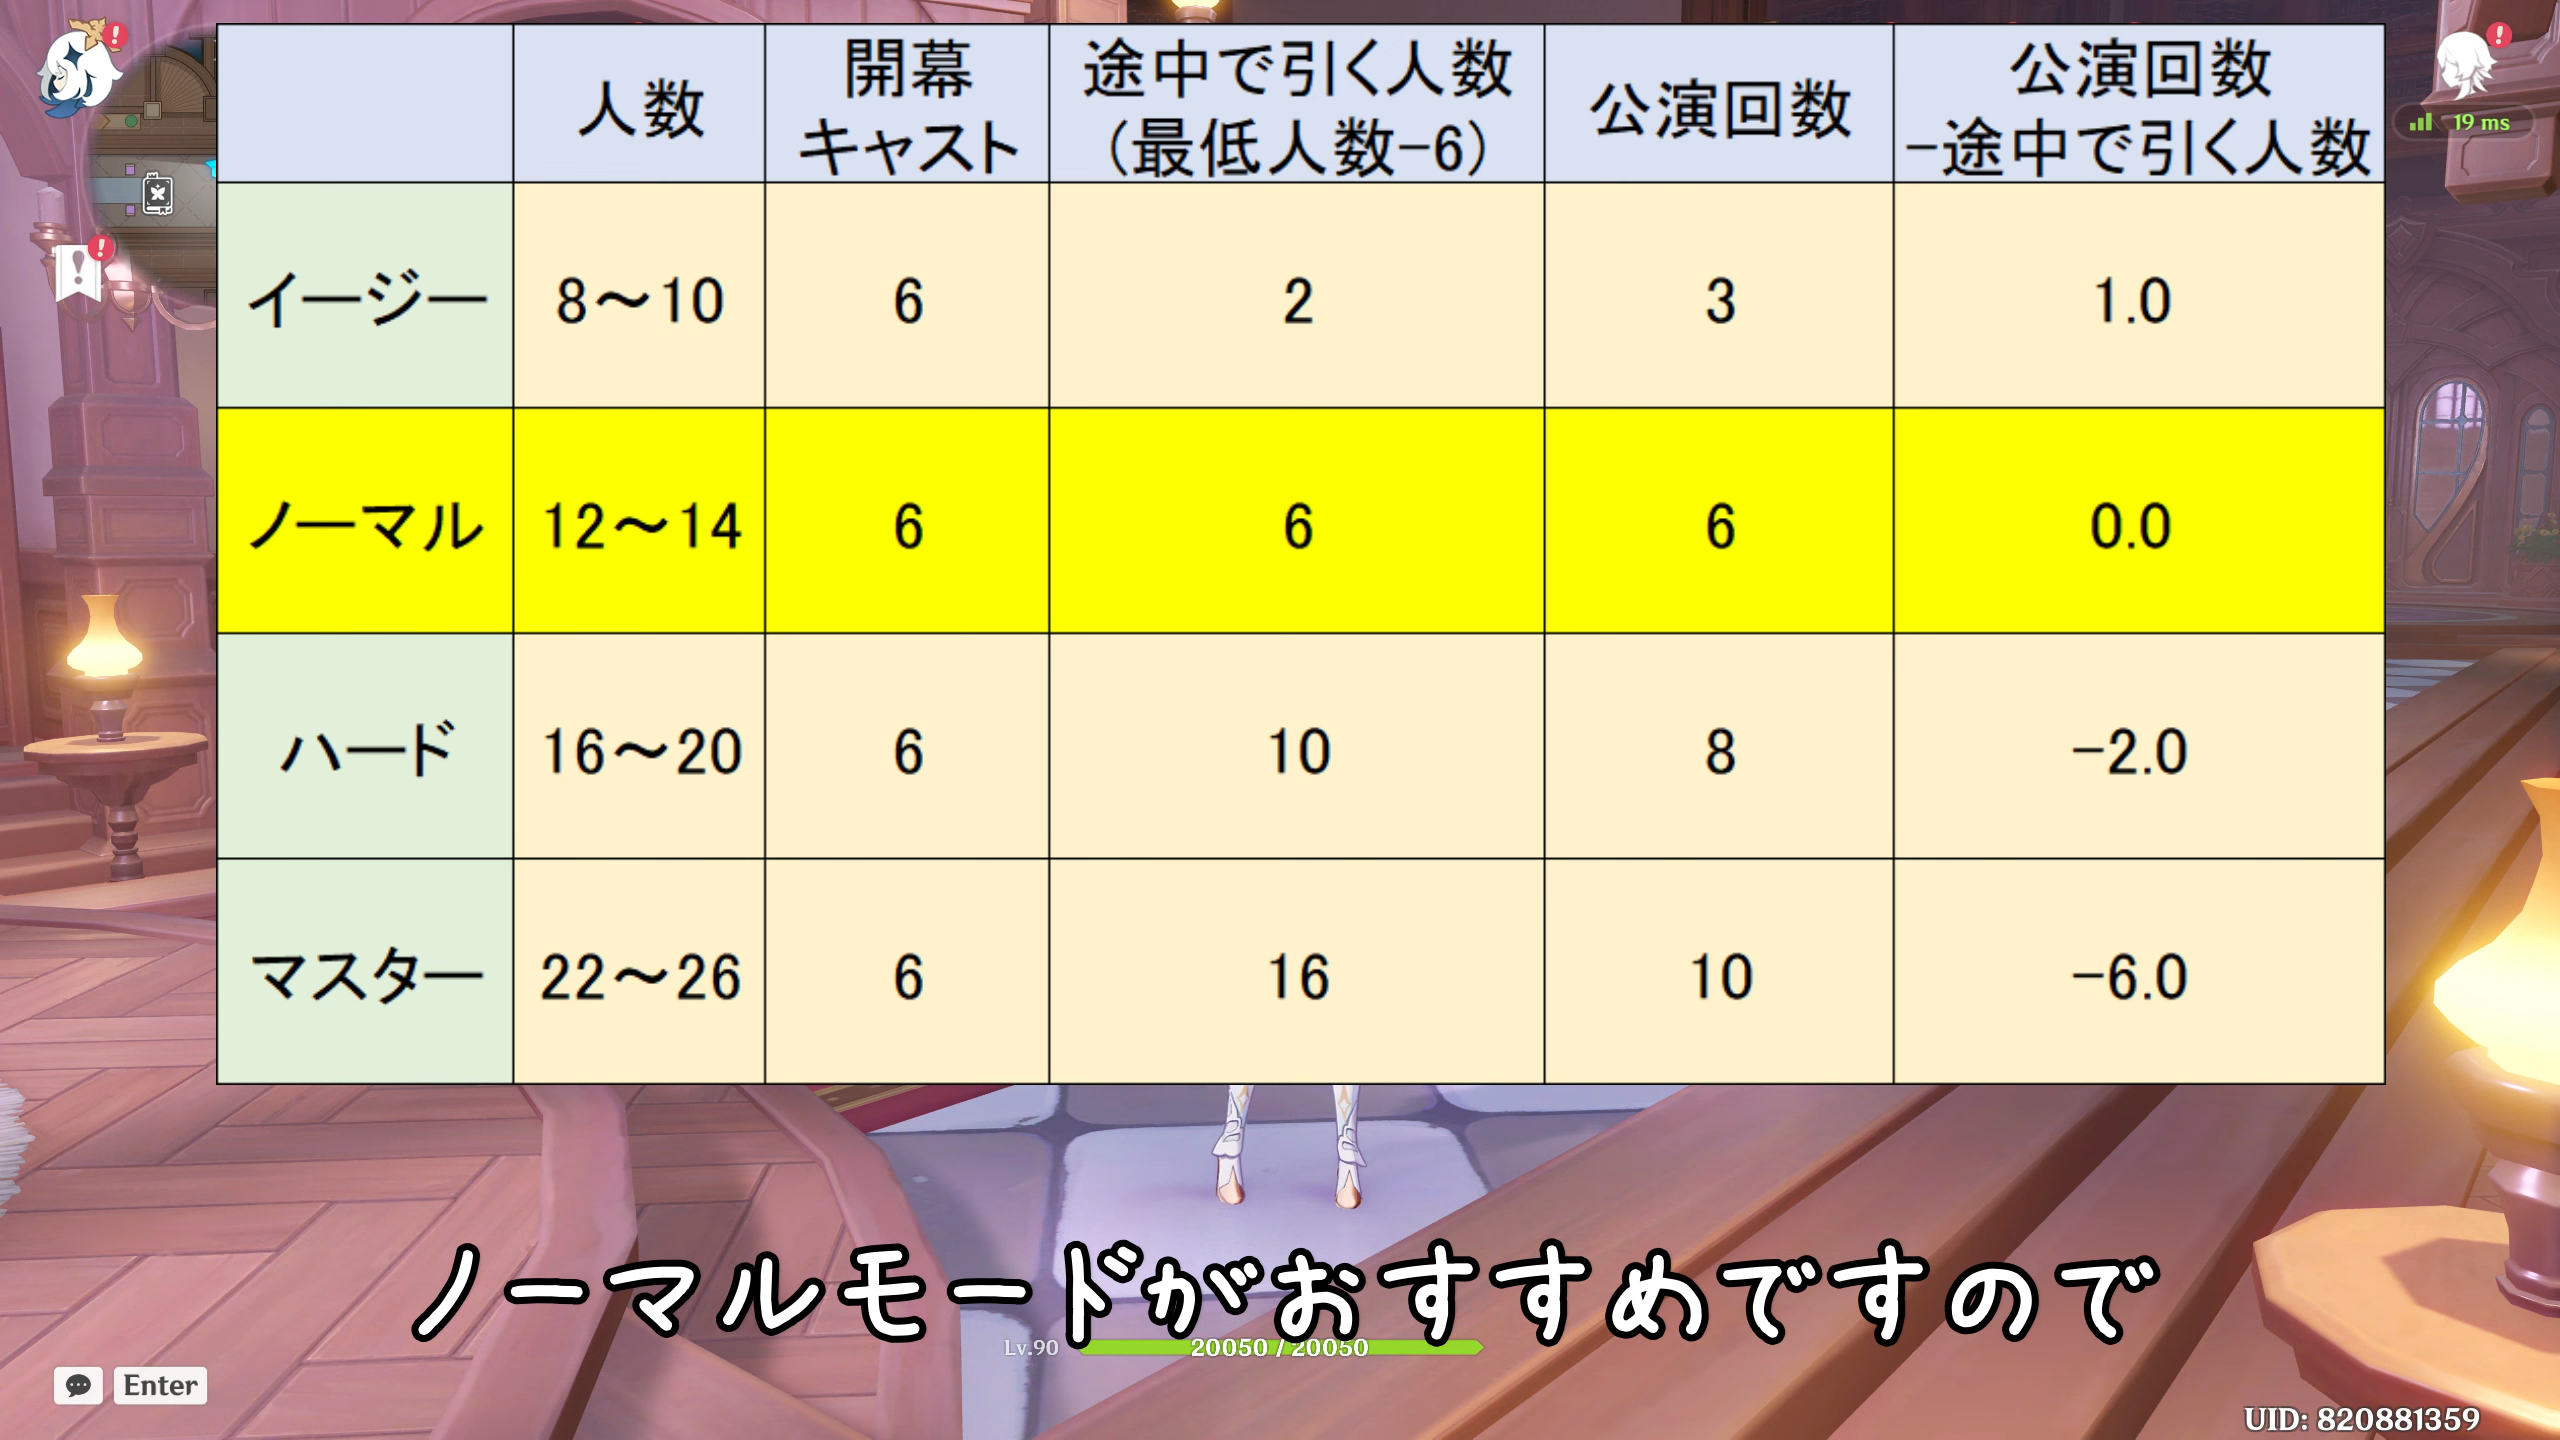 19 ms
人数
開幕
キャスト
途中で引く人数
(最低人数-6)
公演回数
公演回数
-途中で引く人数
イージー 8～10 6 2 3 1.0
ノーマル 12～14 6 6 6 0.0
ハード 16～20 6 10 8 -2.0
マスター 22～26 6 16 10 -6.0
ノーマルモードがおすすめですので
Lv.90 20050 / 20050
Enter
UID: 820881359